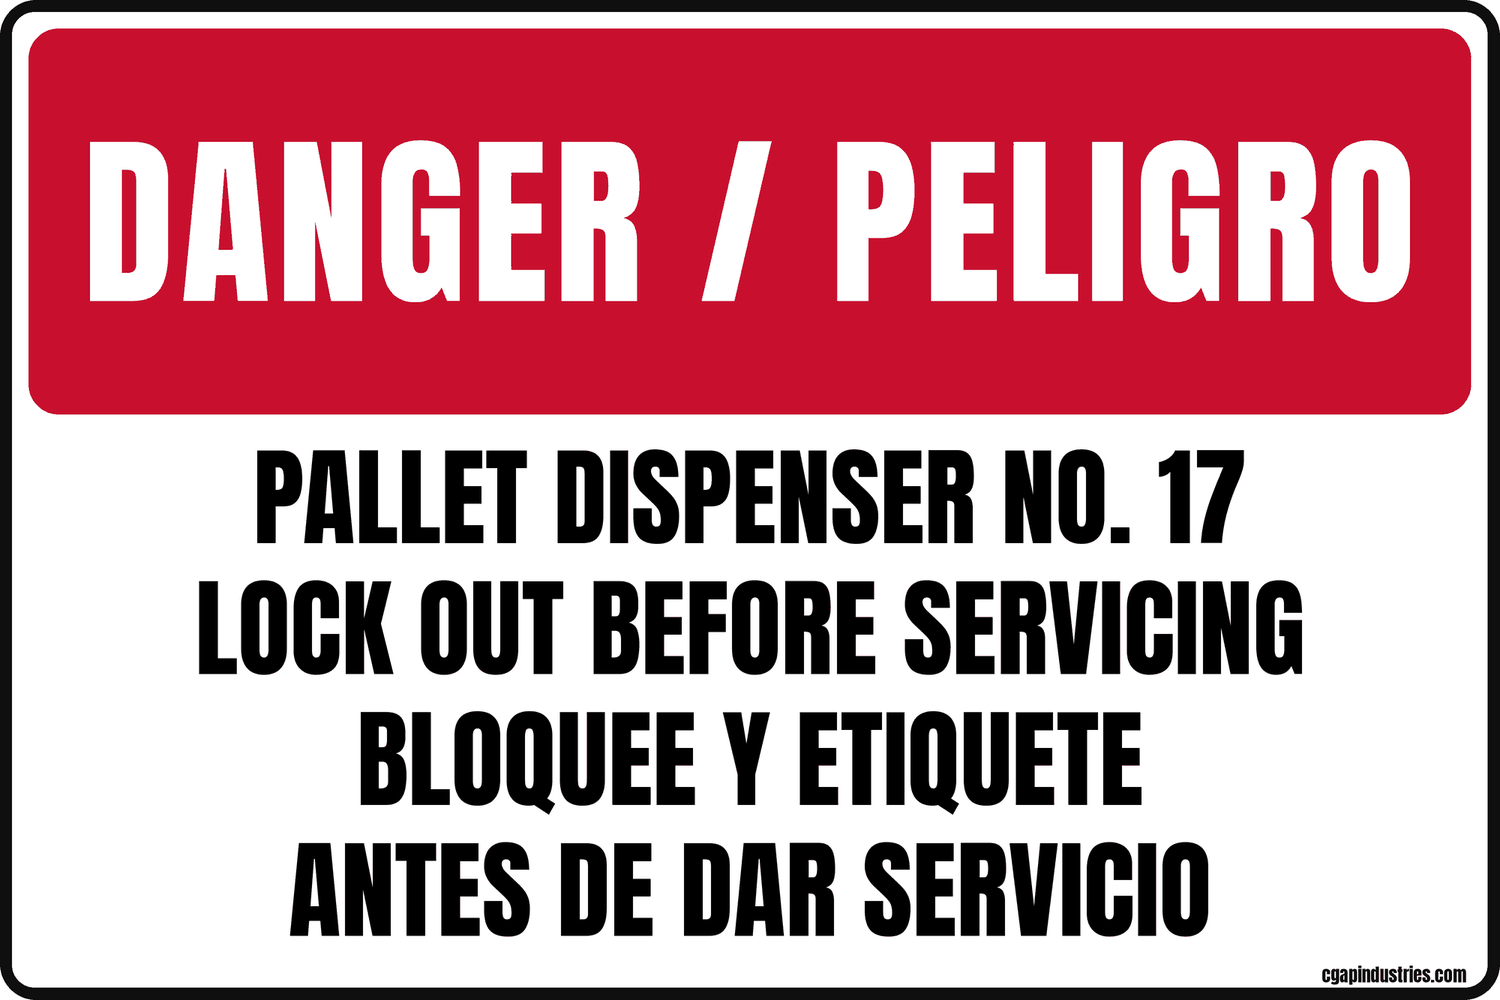 DANGER / PELIGRO
PALLET DISPENSER NO. 17
LOCK OUT BEFORE SERVICING
BLOQUEE Y ETIQUETE
ANTES DE DAR SERVICIO
cgapindustries.com